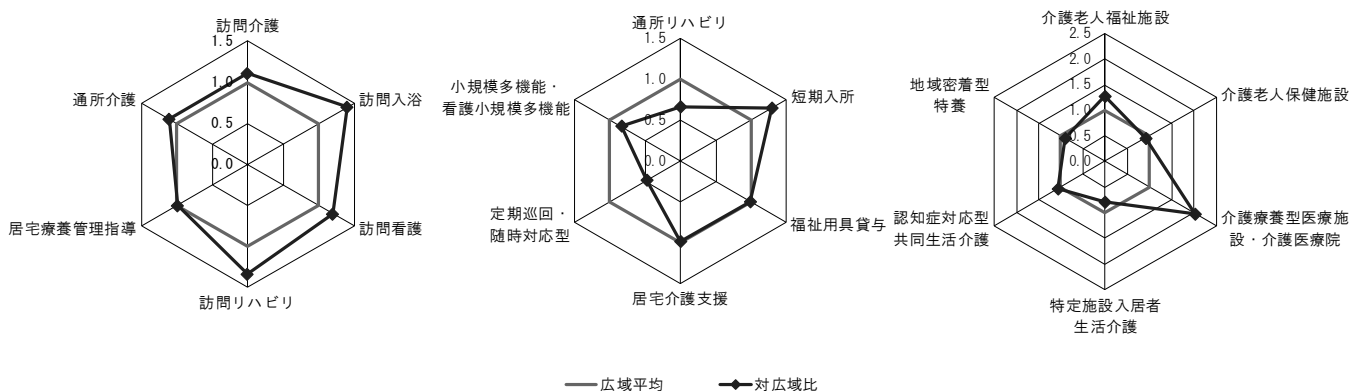 訪問介護
1.5
1.0
0.5
0.0
訪問入浴
訪問看護
訪問リハビリ
居宅療養管理指導
通所介護
通所リハビリ
1.5
1.0
0.5
0.0
短期入所
福祉用具貸与
居宅介護支援
定期巡回・
随時対応型
小規模多機能・
看護小規模多機能
介護老人福祉施設
2.5
2.0
1.5
1.0
0.5
0.0
介護老人保健施設
介護療養型医療施
設・介護医療院
特定施設入居者
生活介護
認知症対応型
共同生活介護
地域密着型
特養
広域平均
対広域比